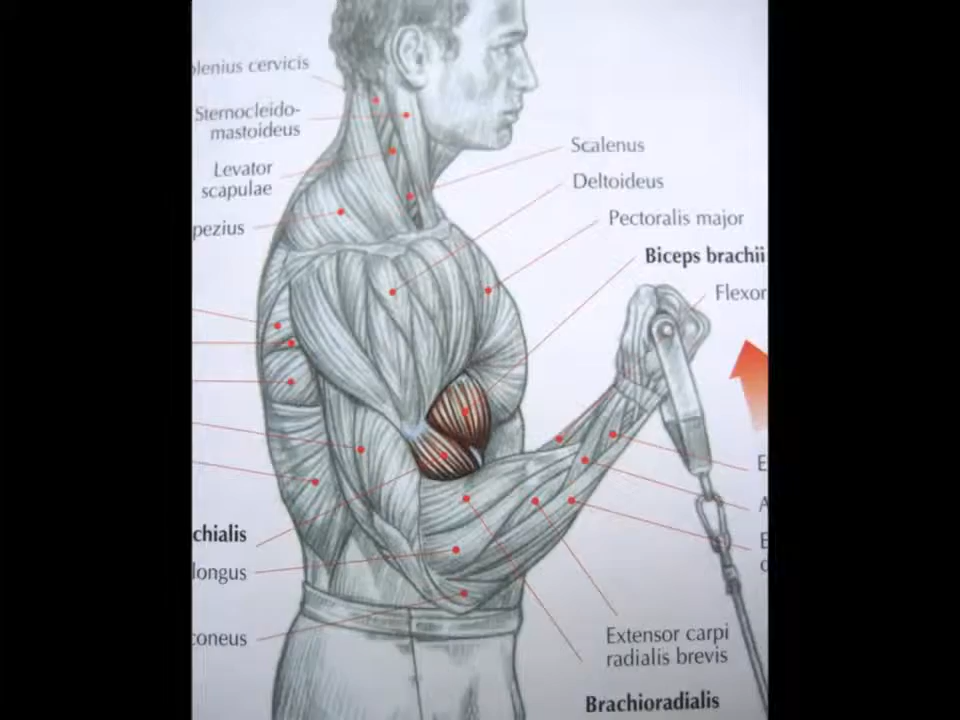 plenius cervicis
Sternocleido-
mastoideus
Levator
scapulae
pezius
chialis
longus
coneus
Scalenus
Deltoideus
Pectoralis major
Biceps brachii
Flexor
E
A
E
Extensor carpi
radialis brevis
Brachioradialis